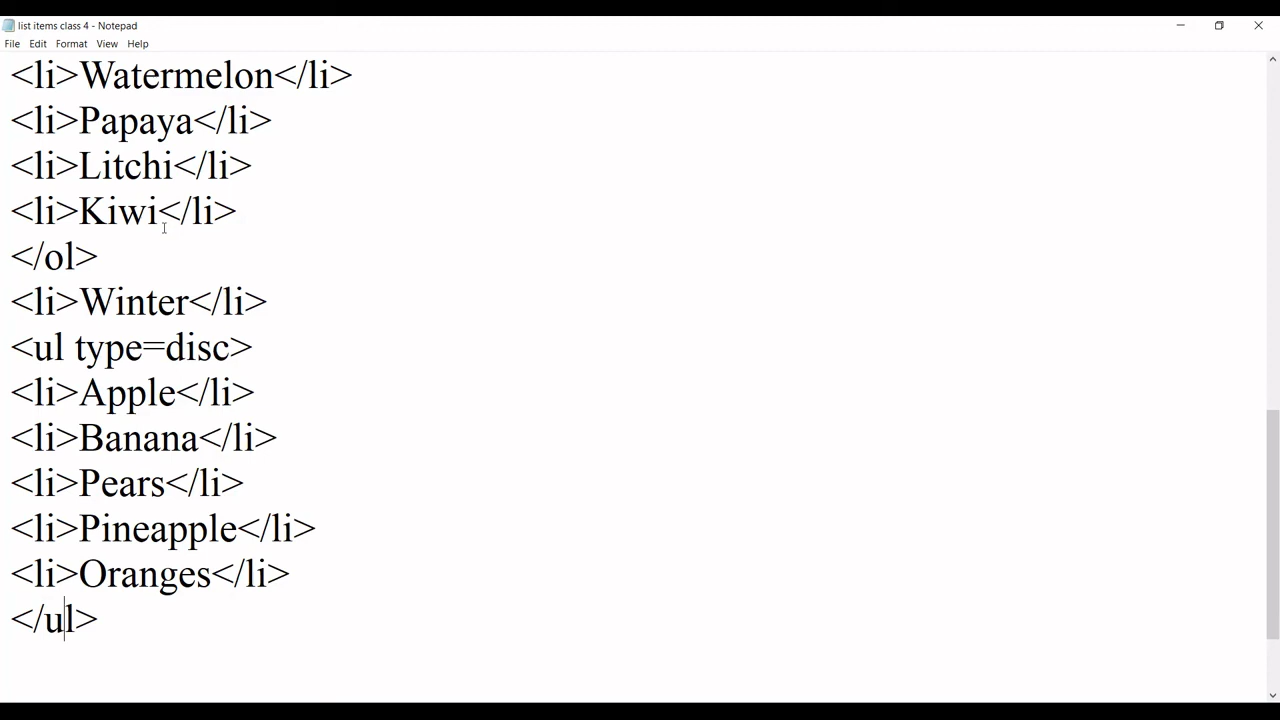 list items class 4 - Notepad
File Edit Format View Help
<li>Watermelon</li>
<li>Papaya</li>
<li>Litchi</li>
<li>Kiwi</li>
</ol>
<li>Winter</li>
<ul type=disc>
<li>Apple</li>
<li>Banana</li>
<li>Pears</li>
<li>Pineapple</li>
<li>Oranges</li>
</ul>